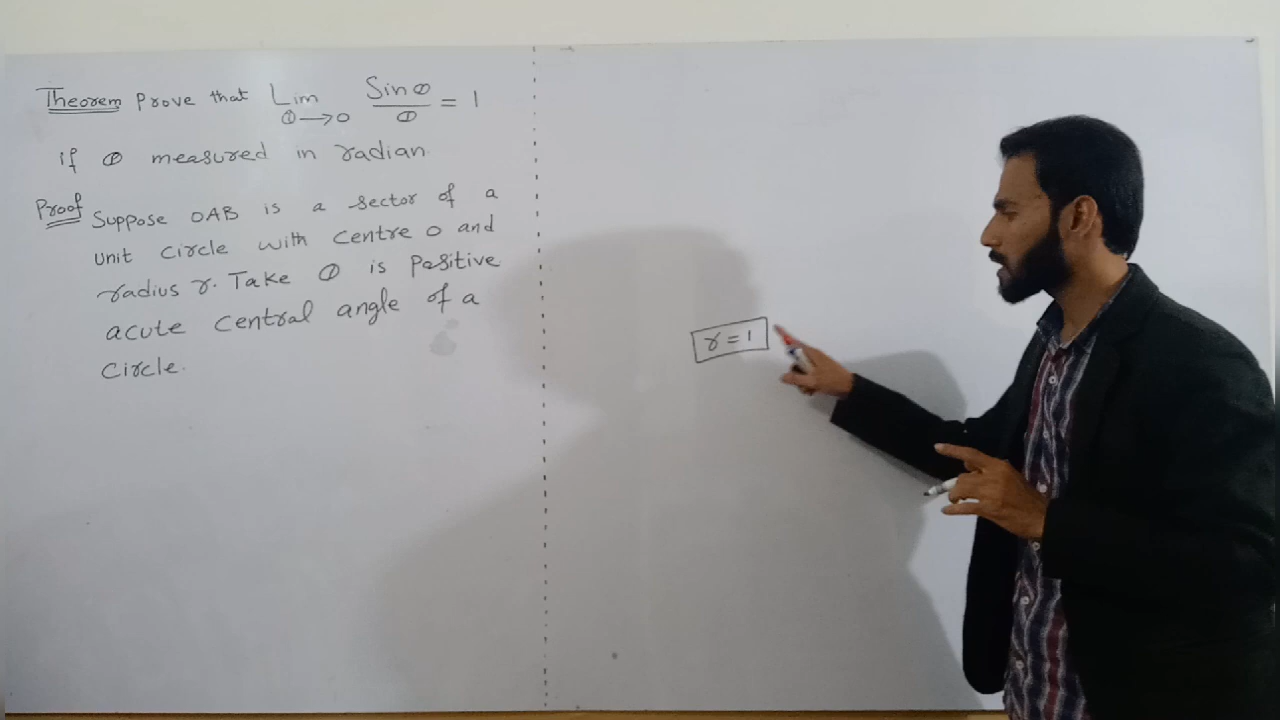 Theorem Prove that Lim Sin θ / θ = 1
θ → 0
if θ measured in radian.
Proof Suppose OAB is a sector of a
unit circle with centre O and
radius r. Take θ is Positive
acute central angle of a
circle.
r = 1